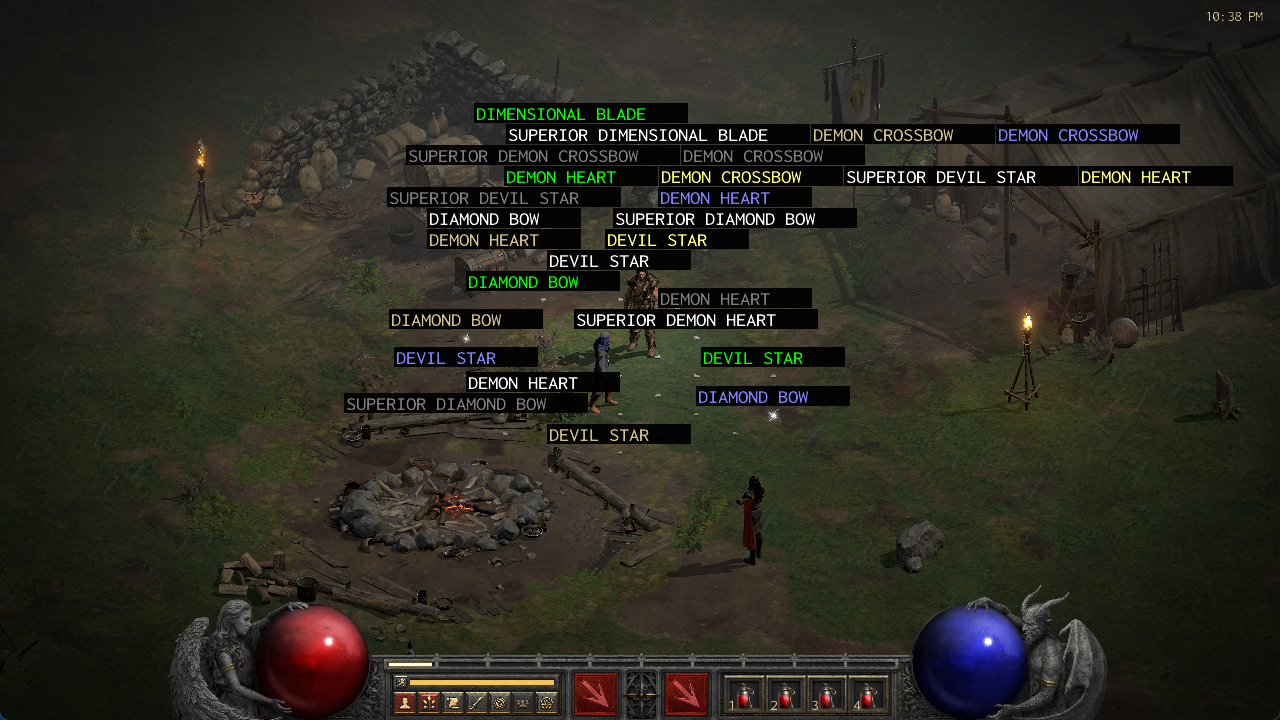 10:38 PM
DIMENSIONAL BLADE
SUPERIOR DIMENSIONAL BLADE DEMON CROSSBOW DEMON CROSSBOW
SUPERIOR DEMON CROSSBOW DEMON CROSSBOW
DEMON HEART DEMON CROSSBOW SUPERIOR DEVIL STAR DEMON HEART
SUPERIOR DEVIL STAR DEMON HEART
DIAMOND BOW SUPERIOR DIAMOND BOW
DEMON HEART DEVIL STAR
DEVIL STAR
DIAMOND BOW
DEMON HEART
DIAMOND BOW SUPERIOR DEMON HEART
DEVIL STAR DEVIL STAR
DEMON HEART
DIAMOND BOW
SUPERIOR DIAMOND BOW
DEVIL STAR
1 2 3 4